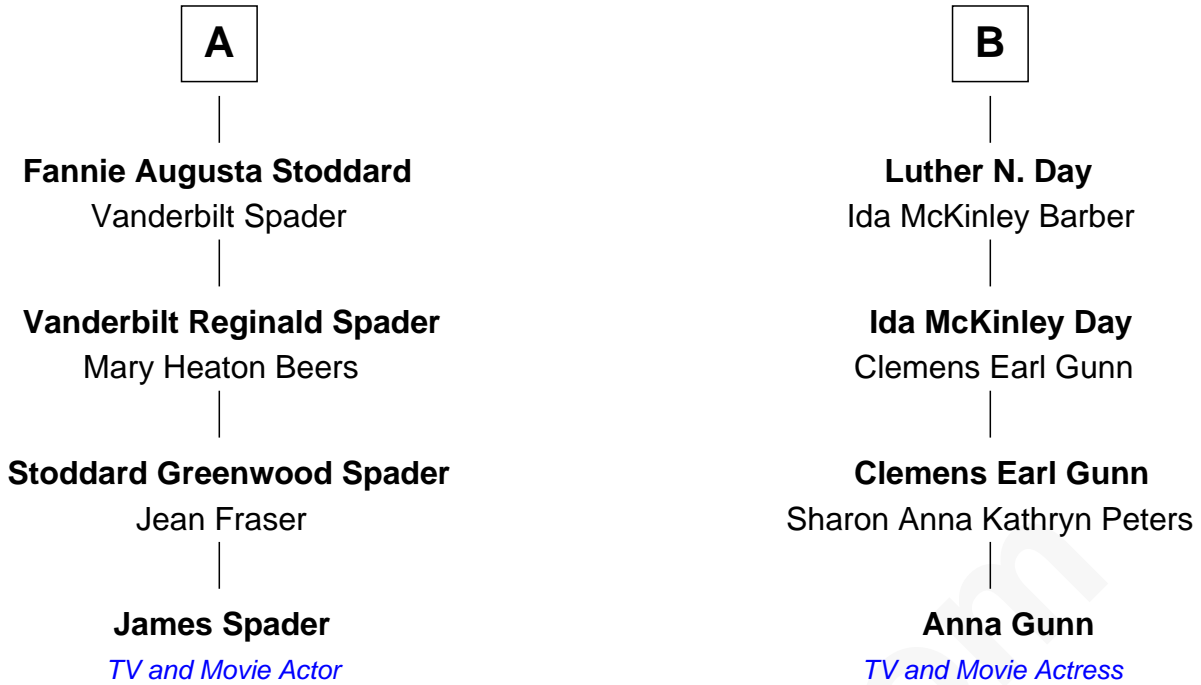 A B
Fannie Augusta Stoddard Luther N. Day
Vanderbilt Spader Ida McKinley Barber
Vanderbilt Reginald Spader Ida McKinley Day
Mary Heaton Beers Clemens Earl Gunn
Stoddard Greenwood Spader Clemens Earl Gunn
Jean Fraser Sharon Anna Kathryn Peters
James Spader Anna Gunn
TV and Movie Actor TV and Movie Actress